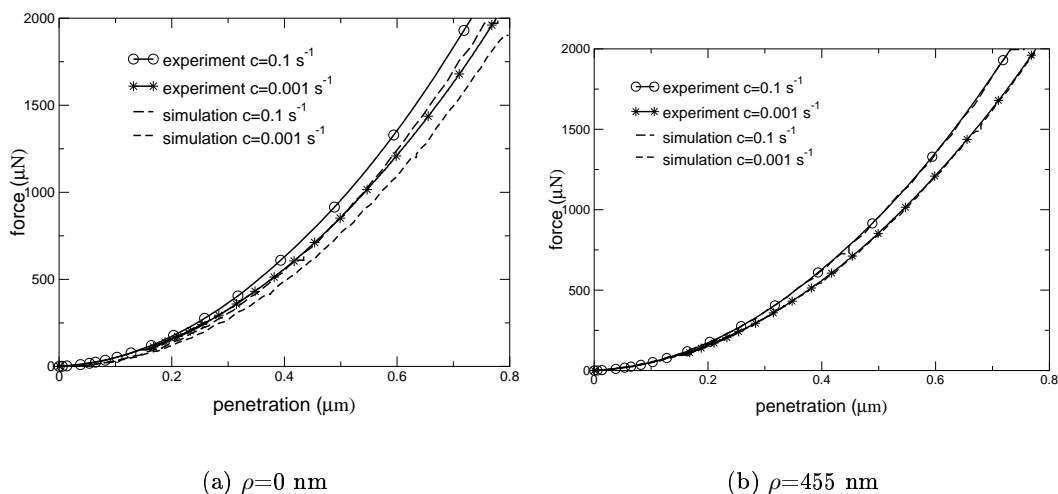 2000
1500
1000
500
0
0
0.2
0.4
0.6
0.8
force (μN)
penetration (μm)
experiment c=0.1 s⁻¹
experiment c=0.001 s⁻¹
simulation c=0.1 s⁻¹
simulation c=0.001 s⁻¹
(a) ρ=0 nm
2000
1500
1000
500
0
0
0.2
0.4
0.6
0.8
force (μN)
penetration (μm)
experiment c=0.1 s⁻¹
experiment c=0.001 s⁻¹
simulation c=0.1 s⁻¹
simulation c=0.001 s⁻¹
(b) ρ=455 nm